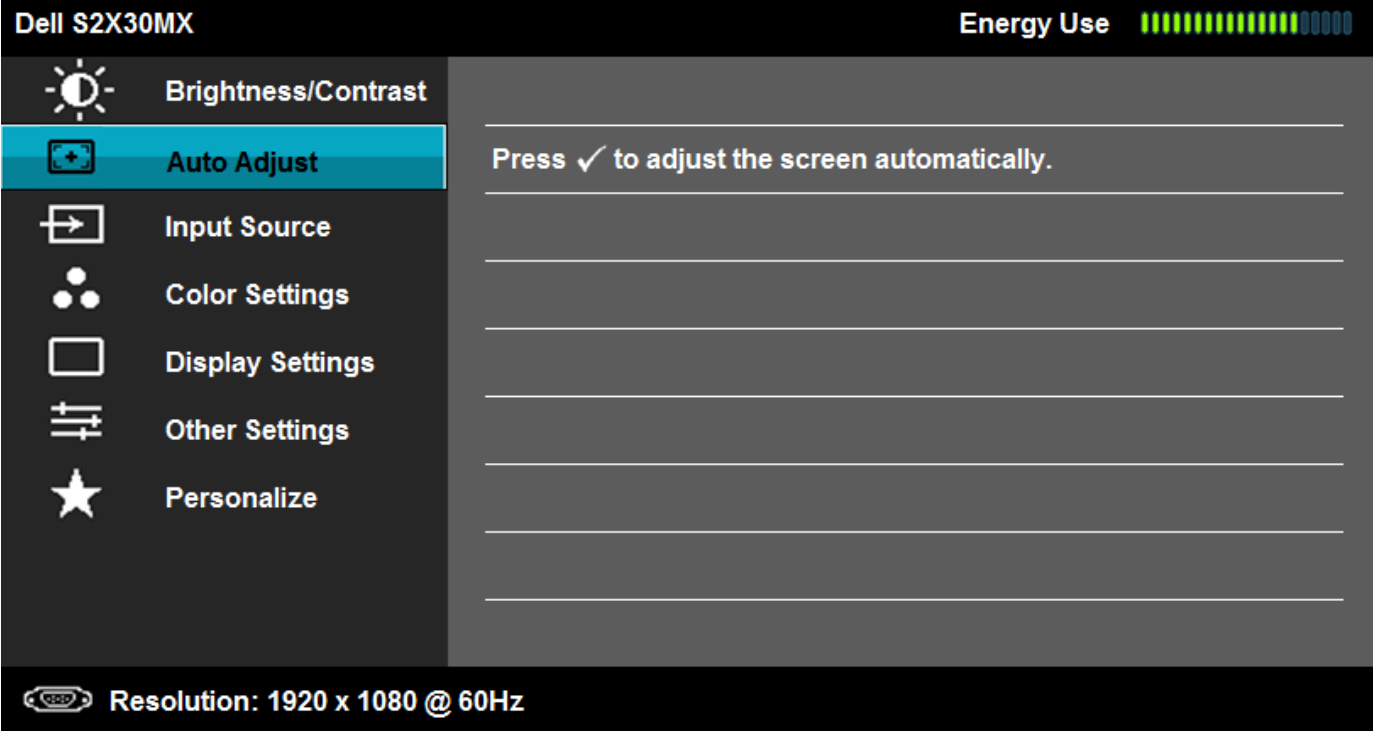 Dell S2X30MX Energy Use
Brightness/Contrast
Auto Adjust
Press ✓ to adjust the screen automatically.
Input Source
Color Settings
Display Settings
Other Settings
Personalize
Resolution: 1920 x 1080 @ 60Hz